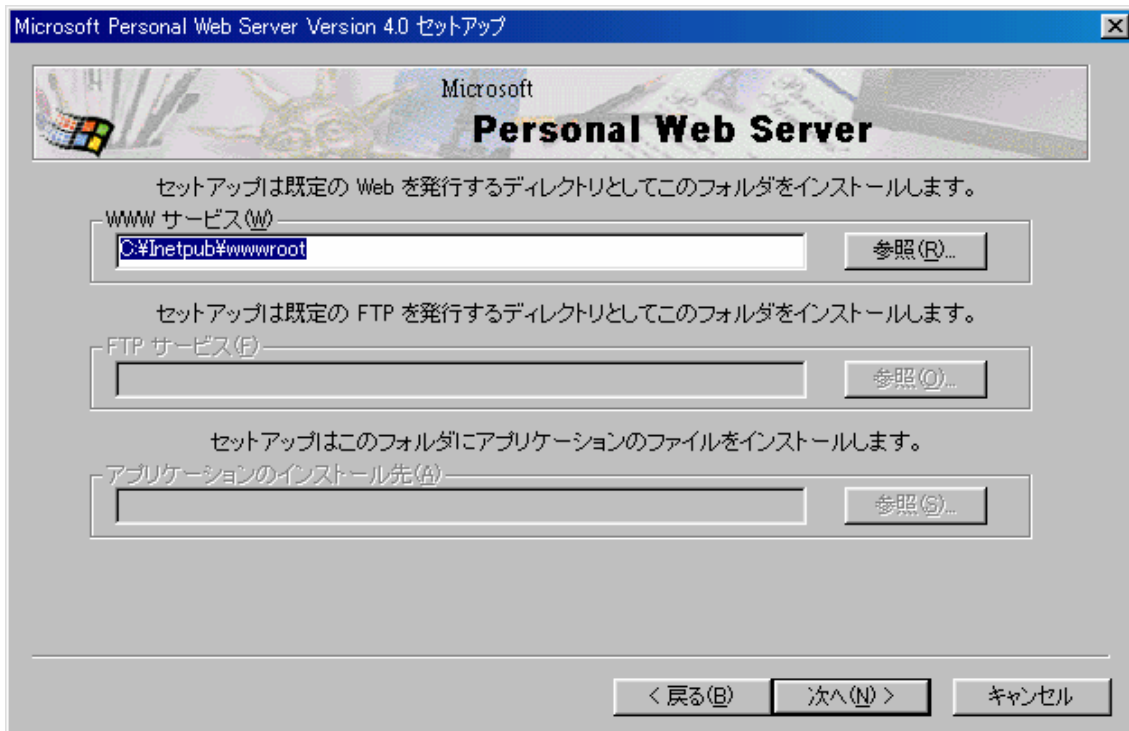 Microsoft Personal Web Server Version 4.0 セットアップ
Microsoft
Personal Web Server
セットアップは既定の Web を発行するディレクトリとしてこのフォルダをインストールします。
WWW サービス(W)
C:¥Inetpub¥wwwroot
参照(R)...
セットアップは既定の FTP を発行するディレクトリとしてこのフォルダをインストールします。
FTP サービス(F)
参照(O)...
セットアップはこのフォルダにアプリケーションのファイルをインストールします。
アプリケーションのインストール先(A)
参照(S)...
< 戻る(B)
次へ(N) >
キャンセル